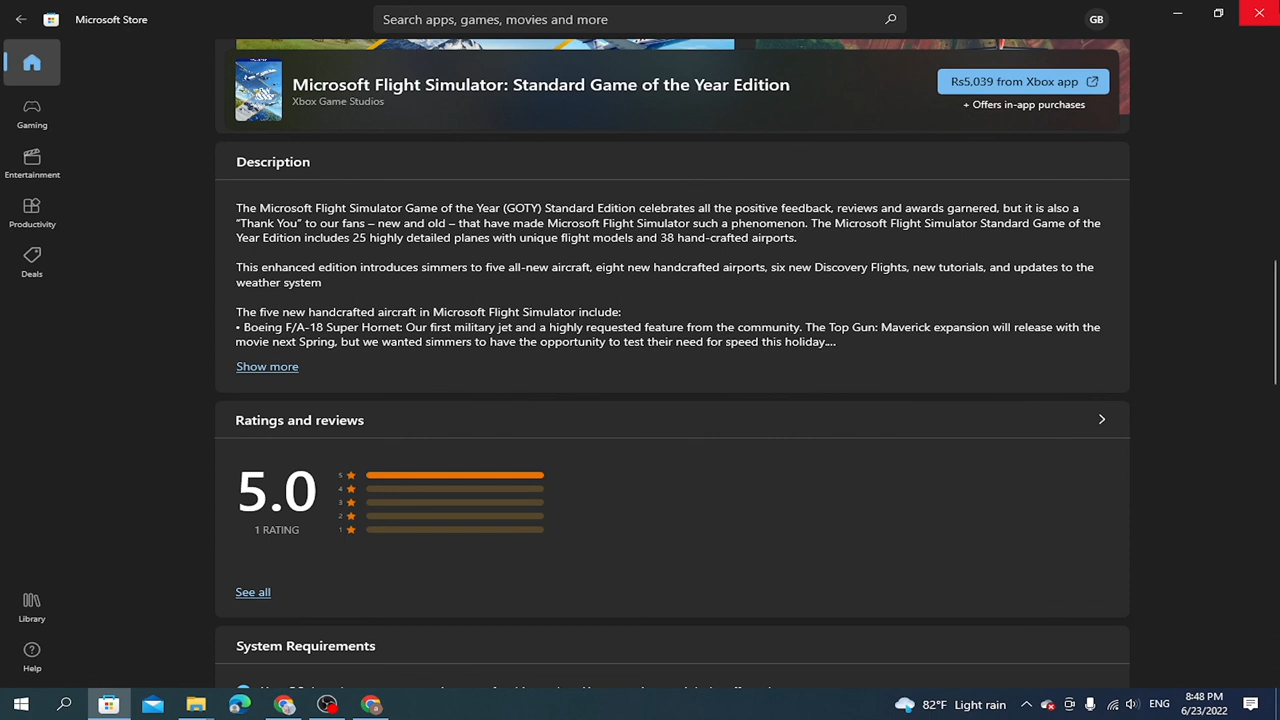 Microsoft Store
Search apps, games, movies and more
GB
Gaming
Entertainment
Productivity
Deals
Library
Help
Microsoft Flight Simulator: Standard Game of the Year Edition
Xbox Game Studios
Rs5,039 from Xbox app
+ Offers in-app purchases
Description
The Microsoft Flight Simulator Game of the Year (GOTY) Standard Edition celebrates all the positive feedback, reviews and awards garnered, but it is also a
“Thank You” to our fans – new and old – that have made Microsoft Flight Simulator such a phenomenon. The Microsoft Flight Simulator Standard Game of the
Year Edition includes 25 highly detailed planes with unique flight models and 38 hand-crafted airports.
This enhanced edition introduces simmers to five all-new aircraft, eight new handcrafted airports, six new Discovery Flights, new tutorials, and updates to the
weather system
The five new handcrafted aircraft in Microsoft Flight Simulator include:
• Boeing F/A-18 Super Hornet: Our first military jet and a highly requested feature from the community. The Top Gun: Maverick expansion will release with the
movie next Spring, but we wanted simmers to have the opportunity to test their need for speed this holiday....
Show more
Ratings and reviews
5.0
1 RATING
5
4
3
2
1
See all
System Requirements
82°F Light rain
ENG
8:48 PM
6/23/2022